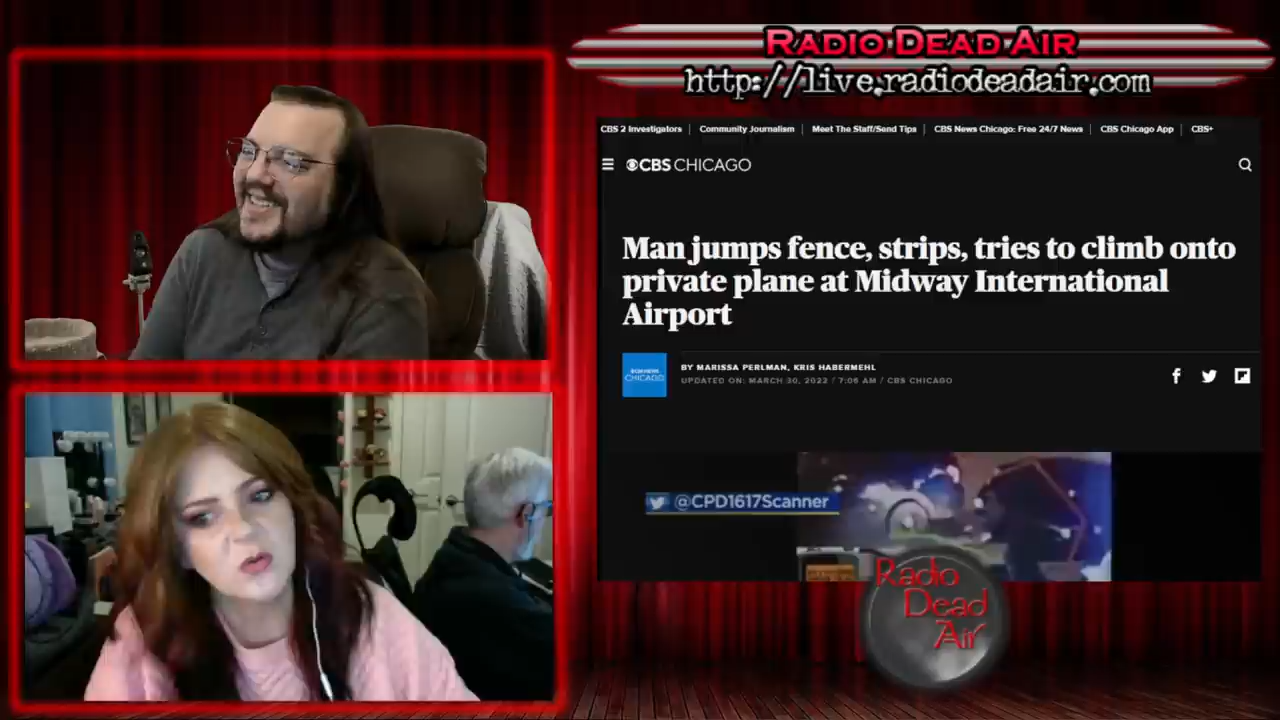 RADIO DEAD AIR
http://live.radiodeadair.com
CBS 2 Investigators | Community Journalism | Meet The Staff/Send Tips | CBS News Chicago: Free 24/7 News | CBS Chicago App | CBS+
CBS CHICAGO
Man jumps fence, strips, tries to climb onto
private plane at Midway International
Airport
BY MARISSA PERLMAN, KRIS HABERMEHL
UPDATED ON: MARCH 30, 2022 / 7:06 AM / CBS CHICAGO
CHICAGO
@CPD1617Scanner
Radio
Dead
Air